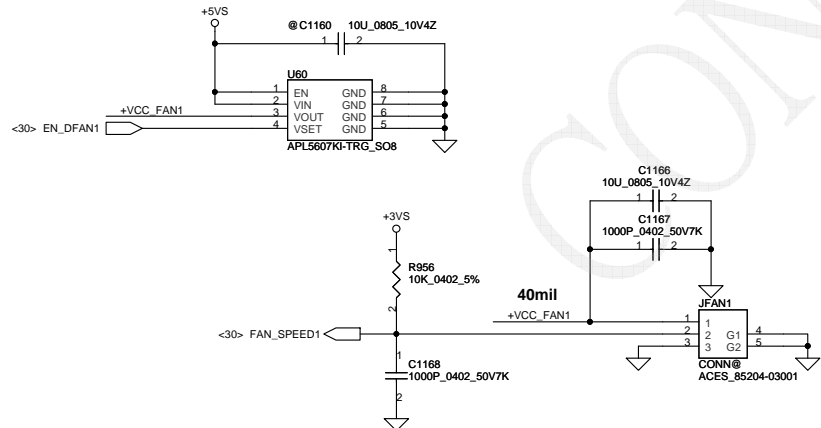 +5VS
@C1160 10U_0805_10V4Z
1 2
U60
1 EN GND 8
2 VIN GND 7
+VCC_FAN1 3 VOUT GND 6
<30> EN_DFAN1 4 VSET GND 5
APL5607KI-TRG_SO8
C1166
10U_0805_10V4Z
1 2
C1167
1000P_0402_50V7K
1 2
+3VS
1
R956
10K_0402_5%
2
40mil
+VCC_FAN1
JFAN1
1 1
<30> FAN_SPEED1 2 2 G1 4
3 3 G2 5
CONN@
ACES_85204-03001
1
C1168
1000P_0402_50V7K
2
CON